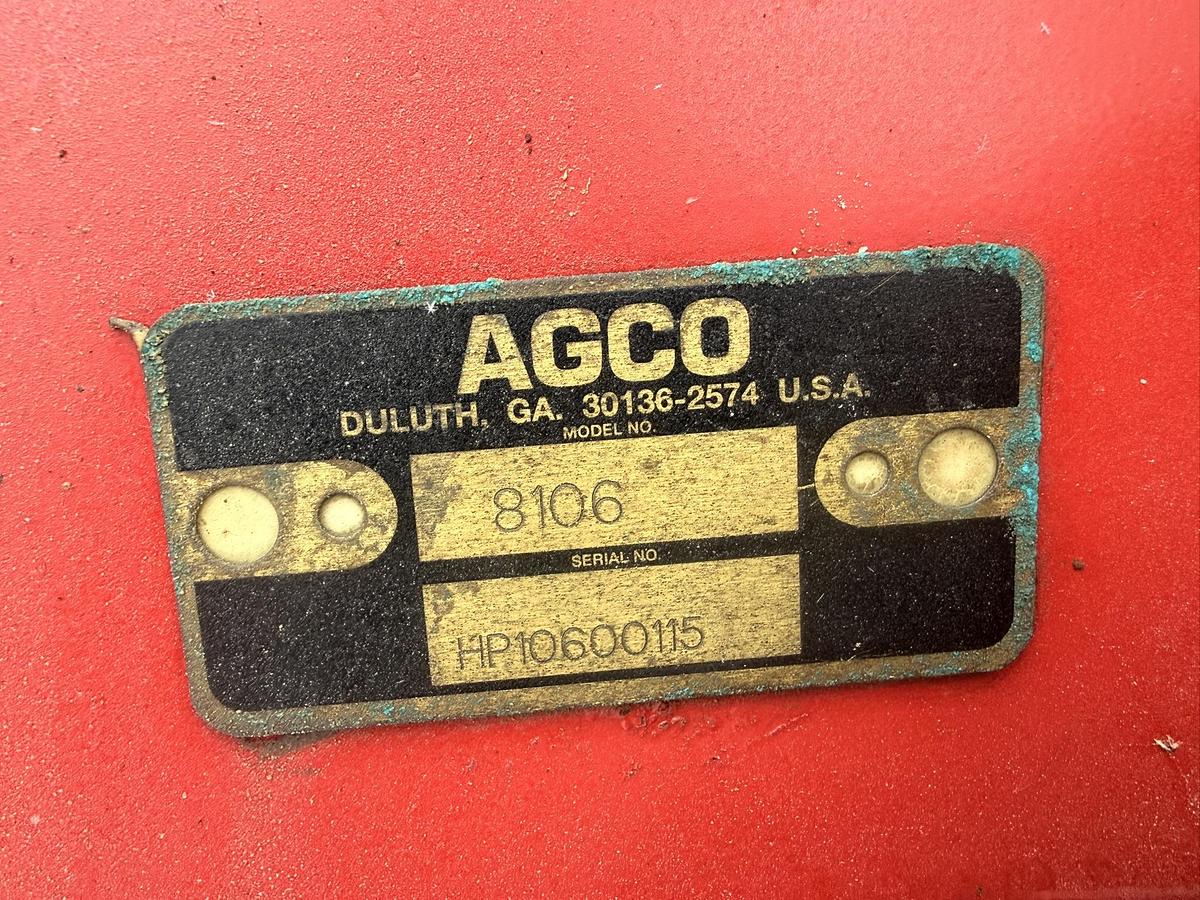 AGCO
DULUTH, GA. 30136-2574 U.S.A.
MODEL NO.
8106
SERIAL NO.
HP10600115